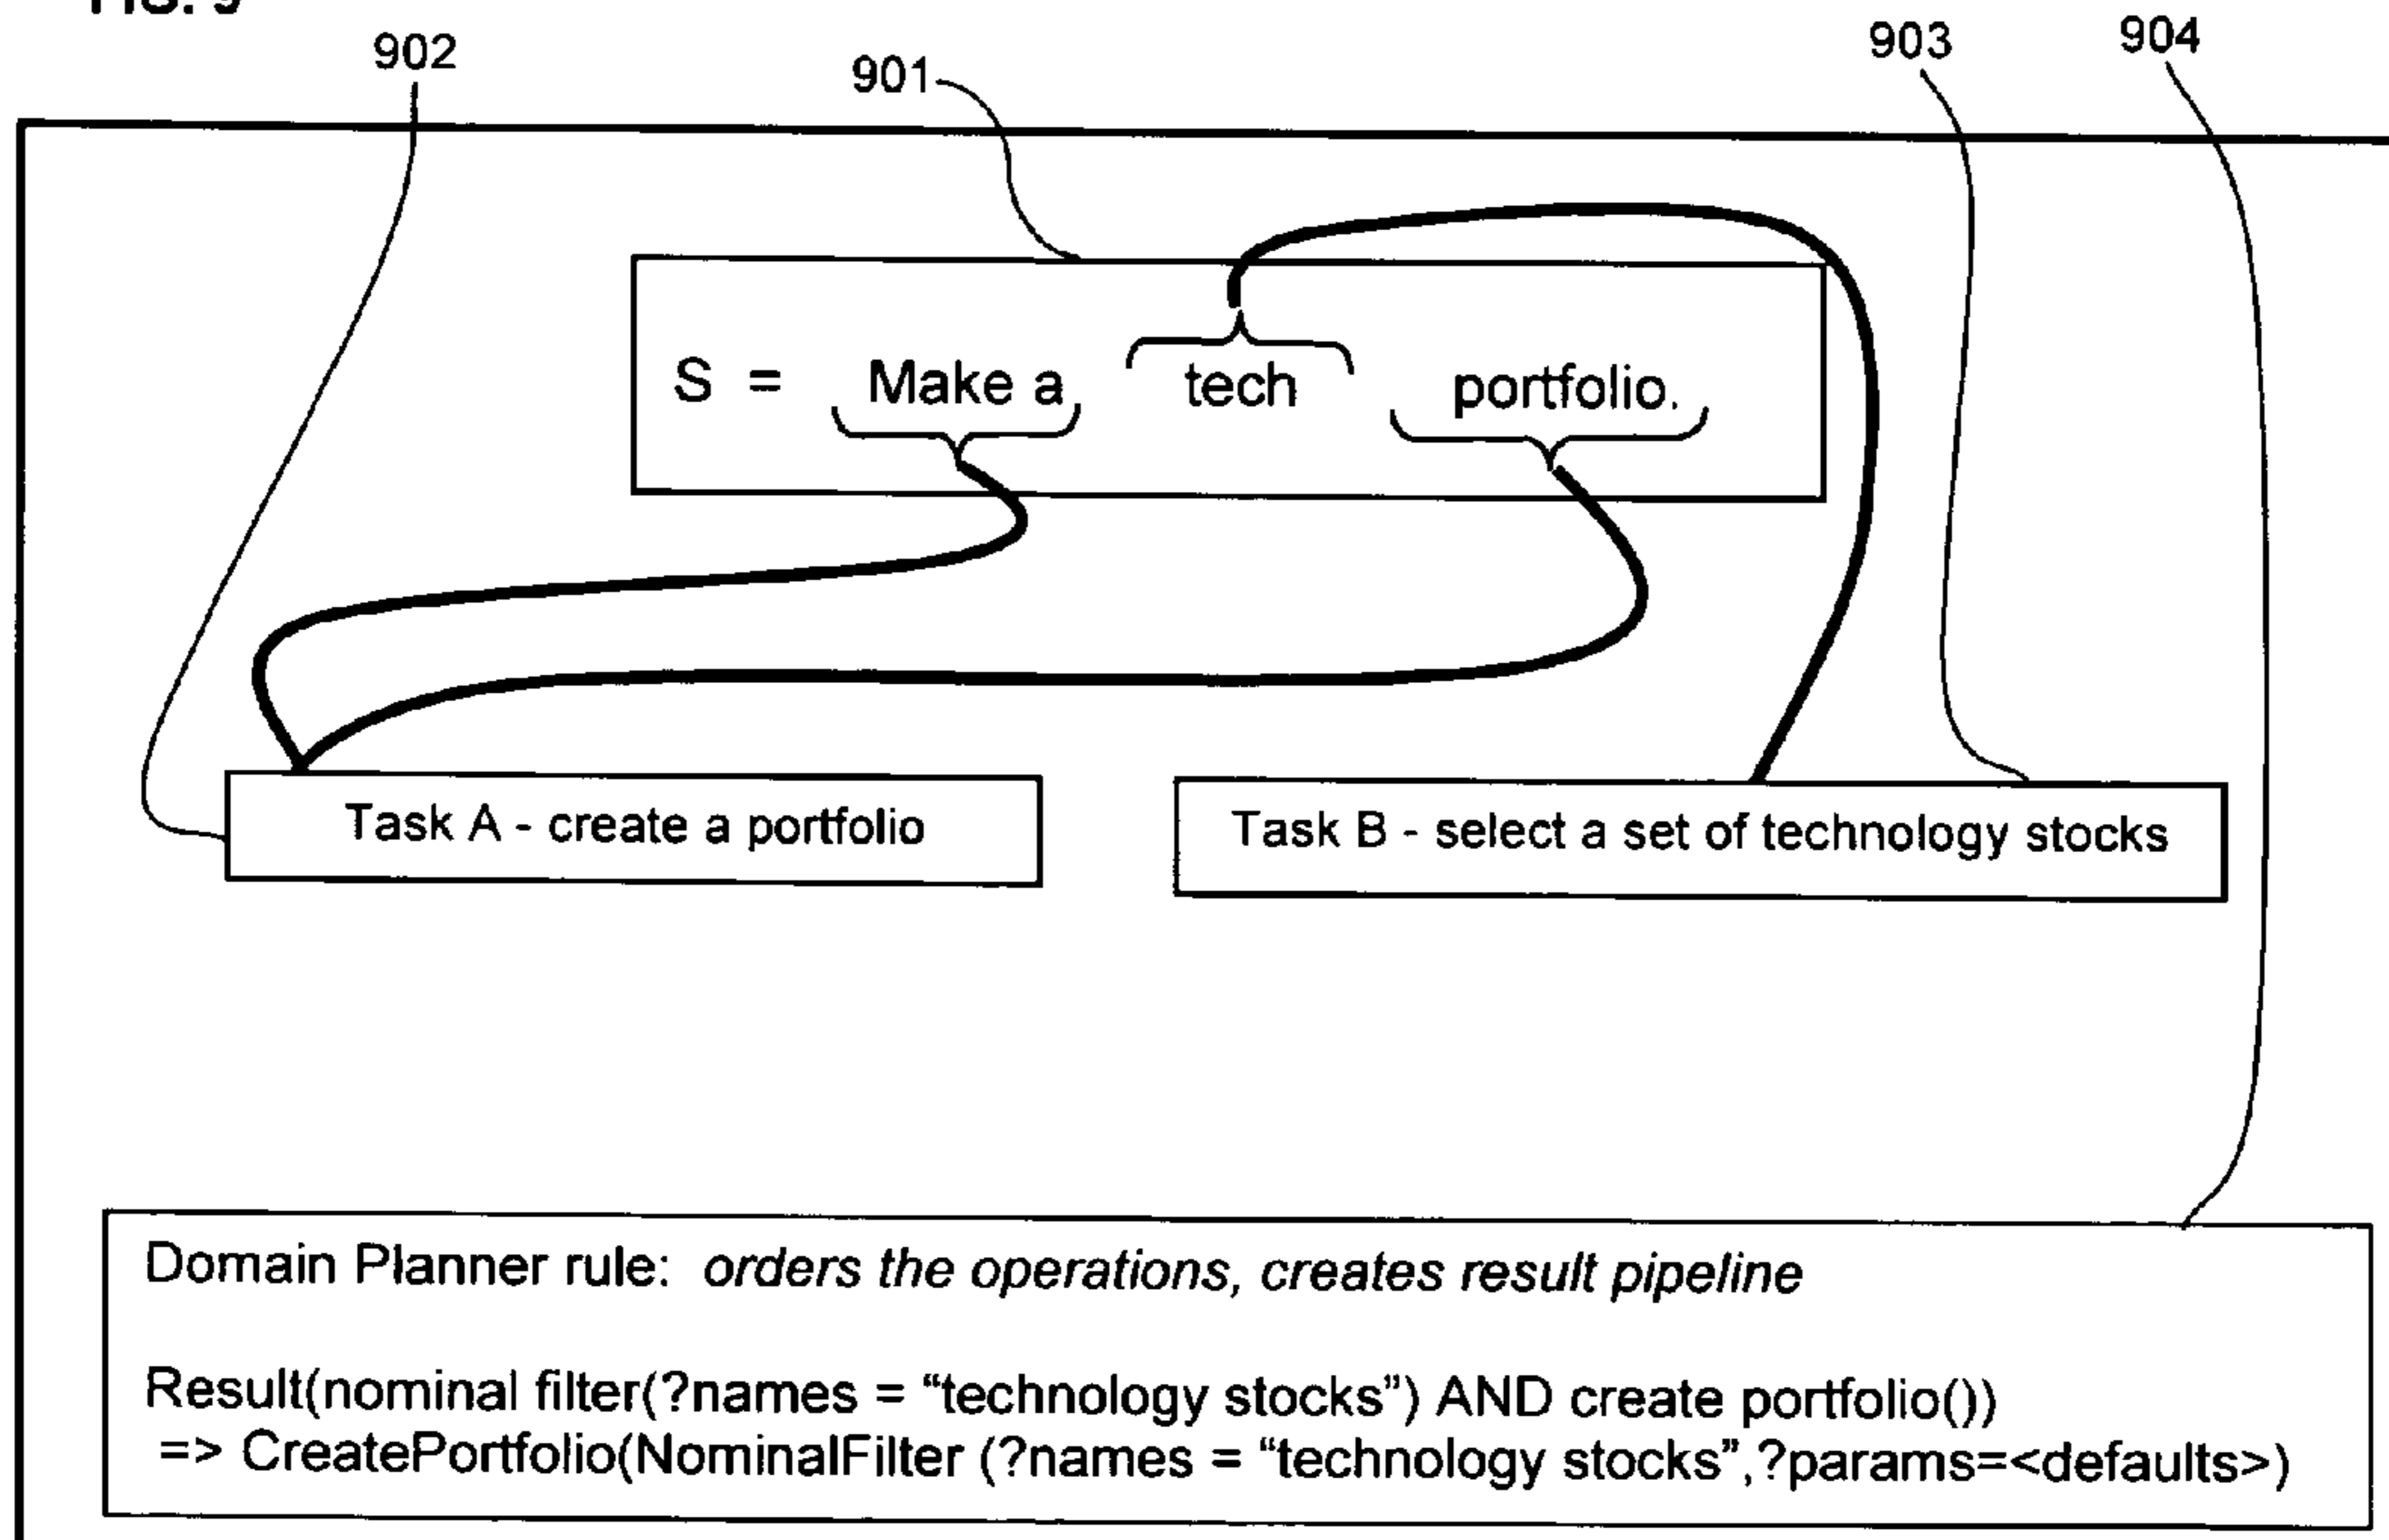 FIG. 9
902
901
903
904
S = Make a tech portfolio.
Task A - create a portfolio
Task B - select a set of technology stocks
Domain Planner rule: orders the operations, creates result pipeline
Result(nominal filter(?names = “technology stocks”) AND create portfolio())
=> CreatePortfolio(NominalFilter (?names = “technology stocks”,?params=<defaults>)